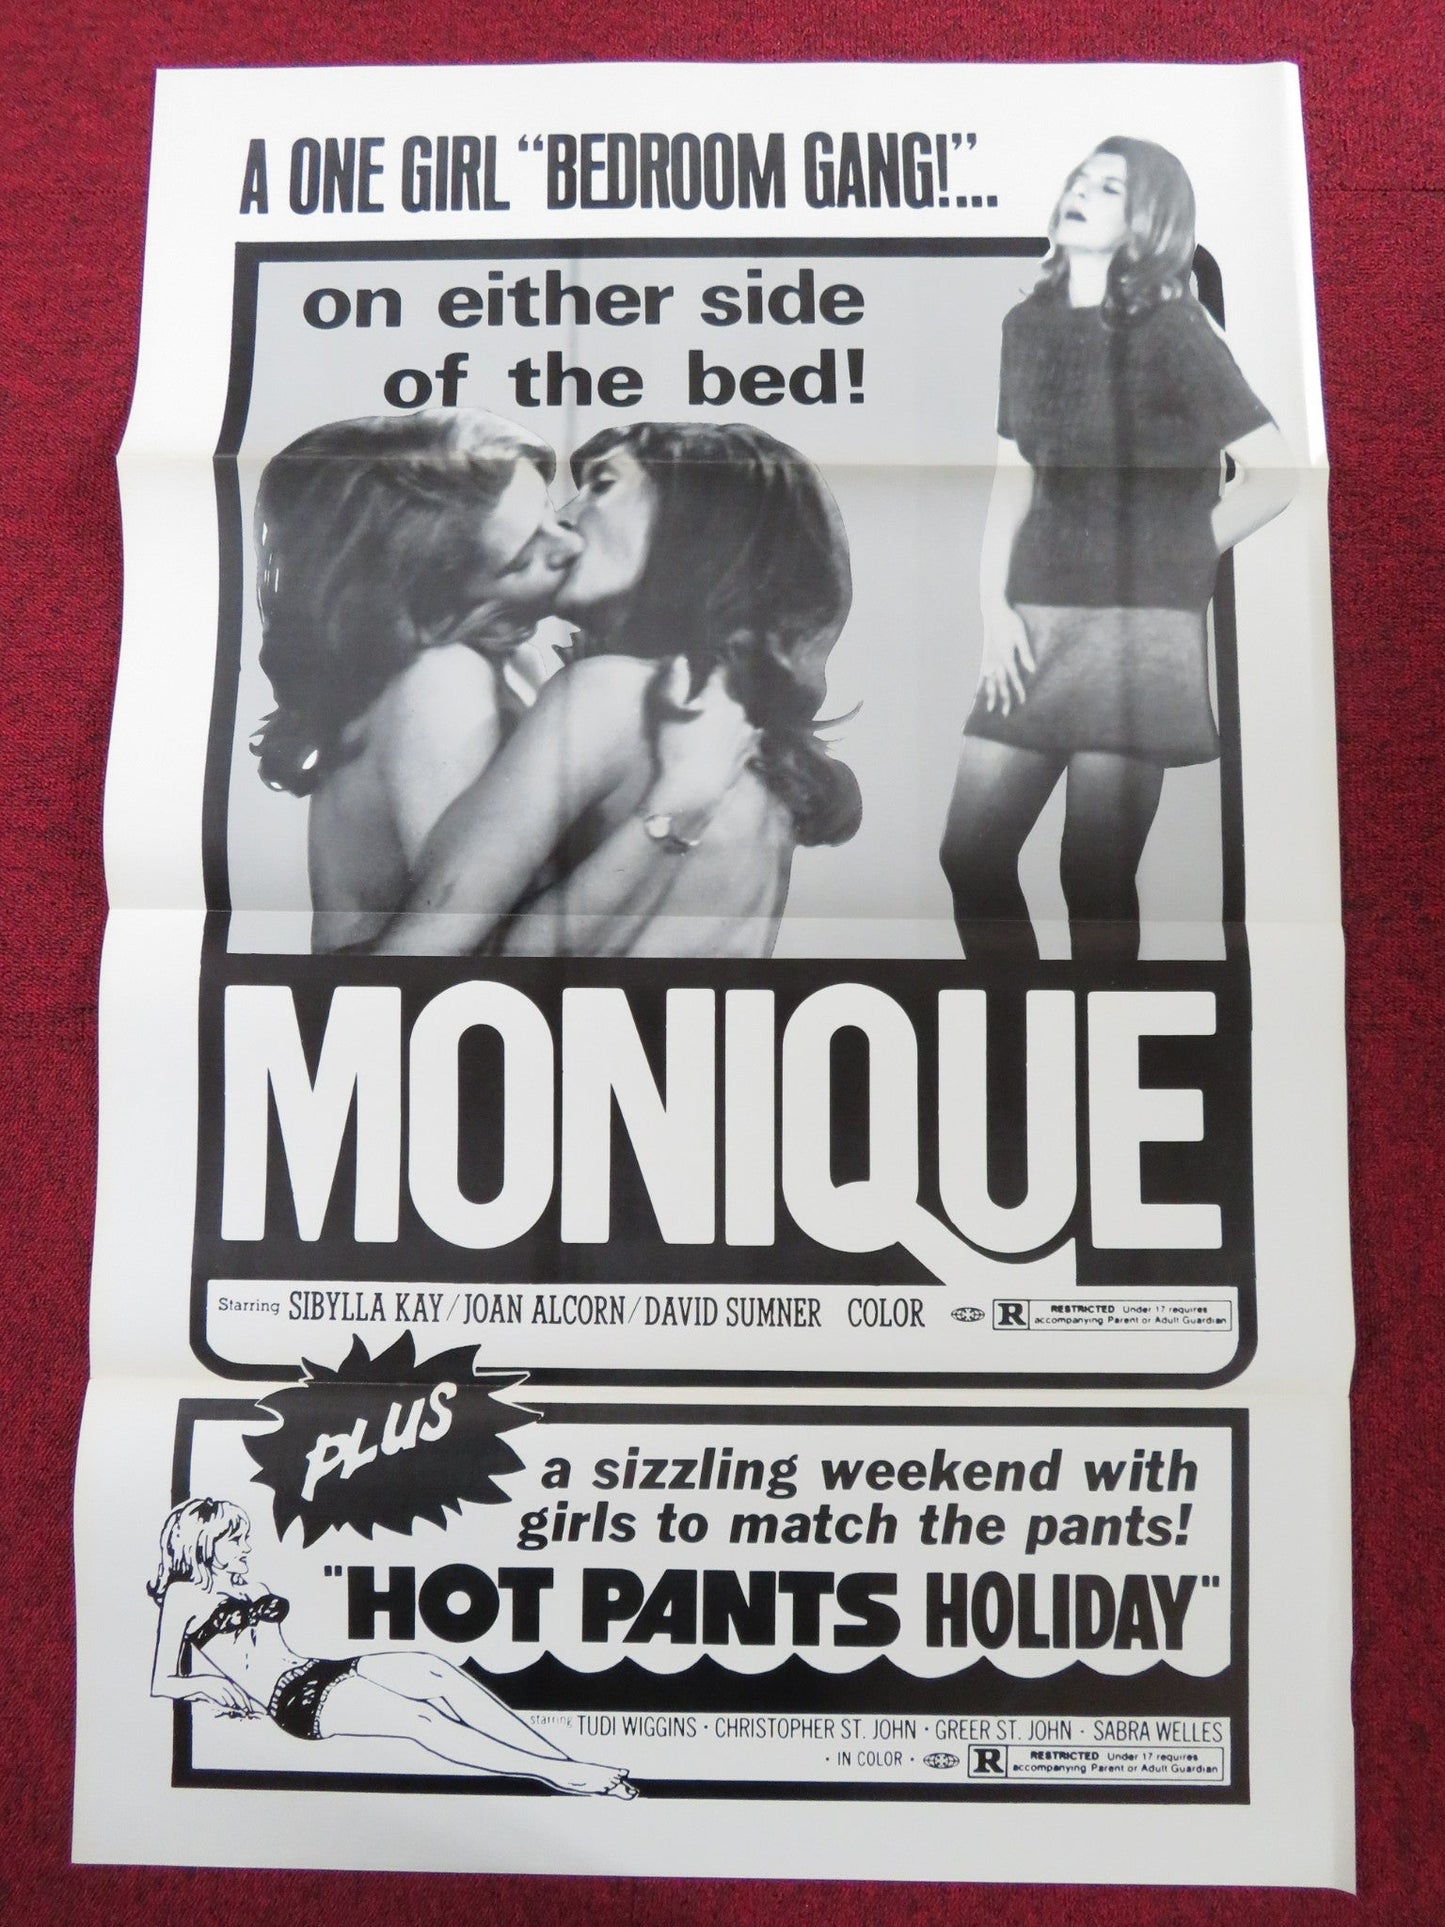 A ONE GIRL “BEDROOM GANG!”...
on either side
of the bed!
MONIQUE
Starring SIBYLLA KAY/JOAN ALCORN/DAVID SUMNER COLOR
R RESTRICTED Under 17 requires
accompanying Parent or Adult Guardian
PLUS
a sizzling weekend with
girls to match the pants!
"HOT PANTS HOLIDAY"
starring TUDI WIGGINS · CHRISTOPHER ST. JOHN · GREER ST. JOHN · SABRA WELLES
· IN COLOR ·
R RESTRICTED Under 17 requires
accompanying Parent or Adult Guardian